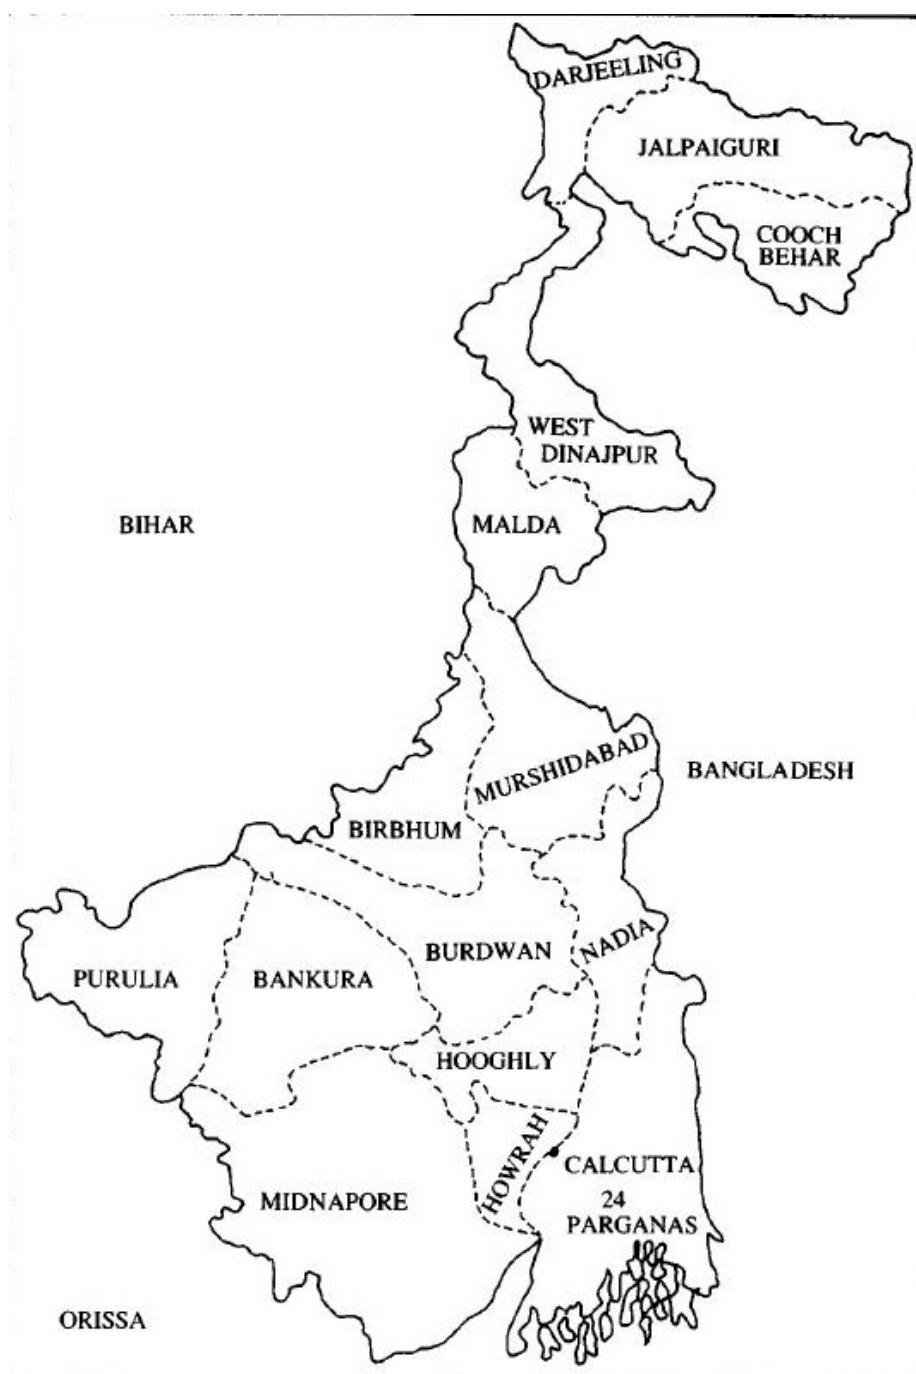 DARJEELING
JALPAIGURI
COOCH
BEHAR
WEST
DINAJPUR
BIHAR
MALDA
MURSHIDABAD
BANGLADESH
BIRBHUM
BURDWAN
NADIA
PURULIA
BANKURA
HOOGHLY
HOWRAH
CALCUTTA
MIDNAPORE
24
PARGANAS
ORISSA